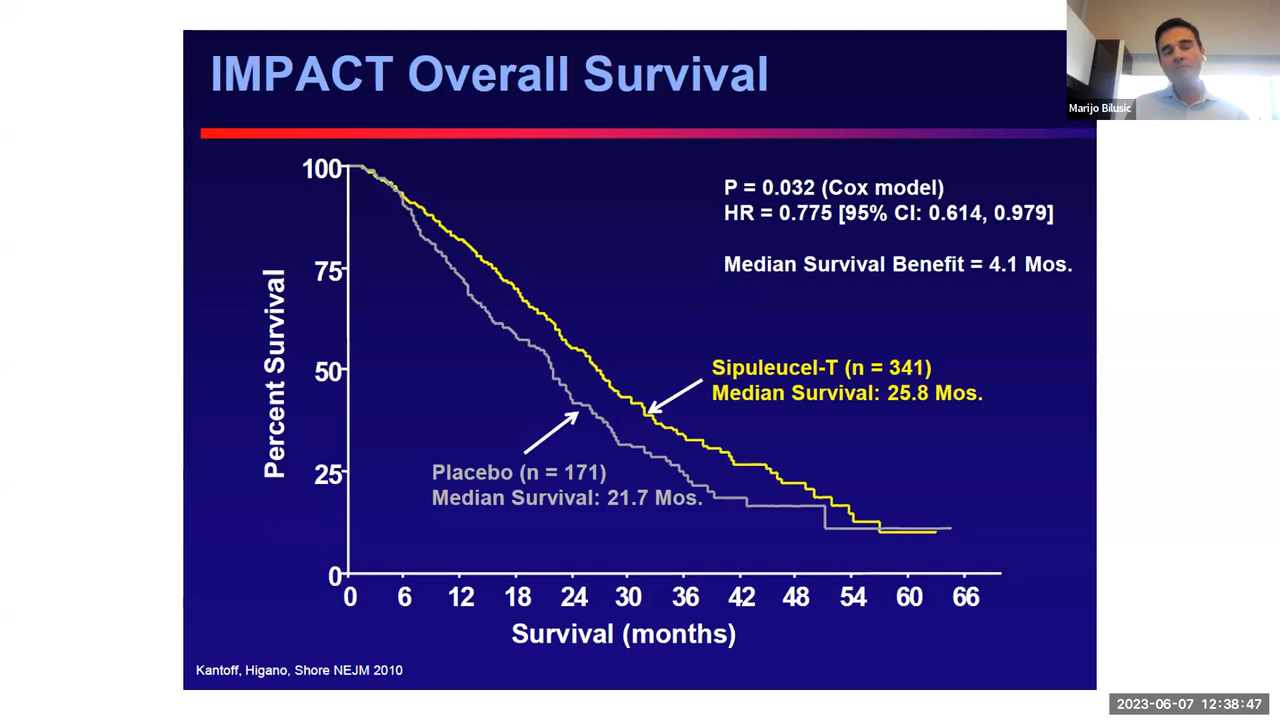 IMPACT Overall Survival
Marijo Bilusic
100
75
50
25
0
Percent Survival
P = 0.032 (Cox model)
HR = 0.775 [95% CI: 0.614, 0.979]
Median Survival Benefit = 4.1 Mos.
Sipuleucel-T (n = 341)
Median Survival: 25.8 Mos.
Placebo (n = 171)
Median Survival: 21.7 Mos.
0 6 12 18 24 30 36 42 48 54 60 66
Survival (months)
Kantoff, Higano, Shore NEJM 2010
2023-06-07 12:38:47